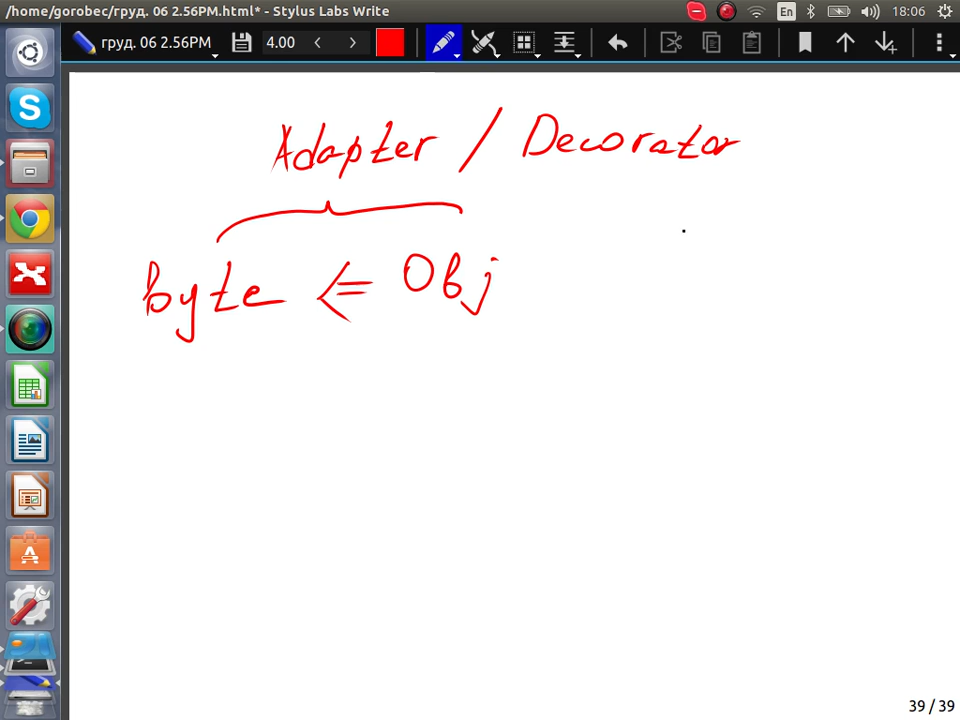 /home/gorobec/груд. 06 2.56PM.html* - Stylus Labs Write
En
18:06
груд. 06 2.56PM
4.00
Adapter / Decorator
byte <= Obj
39 / 39